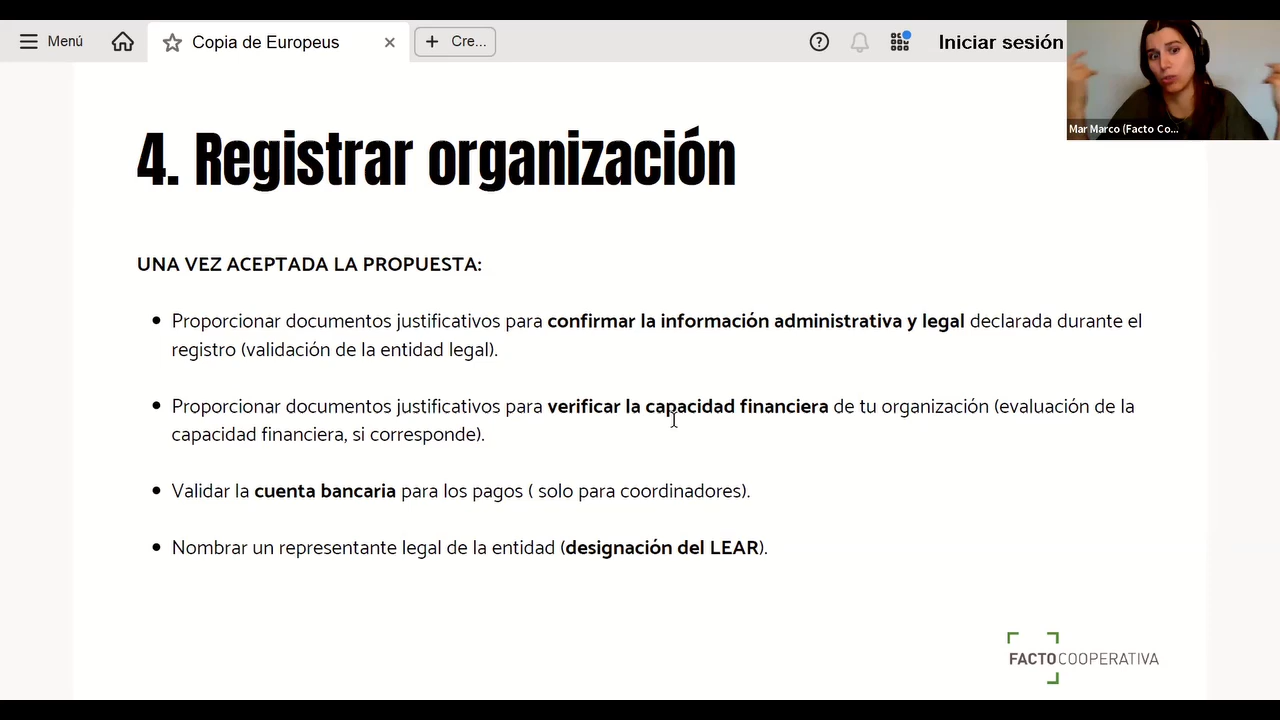 Menú
Copia de Europeus
Cre...
Iniciar sesión
Mar Marco (Facto Co...
4. Registrar organización
UNA VEZ ACEPTADA LA PROPUESTA:
Proporcionar documentos justificativos para confirmar la información administrativa y legal declarada durante el
registro (validación de la entidad legal).
Proporcionar documentos justificativos para verificar la capacidad financiera de tu organización (evaluación de la
capacidad financiera, si corresponde).
Validar la cuenta bancaria para los pagos ( solo para coordinadores).
Nombrar un representante legal de la entidad (designación del LEAR).
FACTOCOOPERATIVA